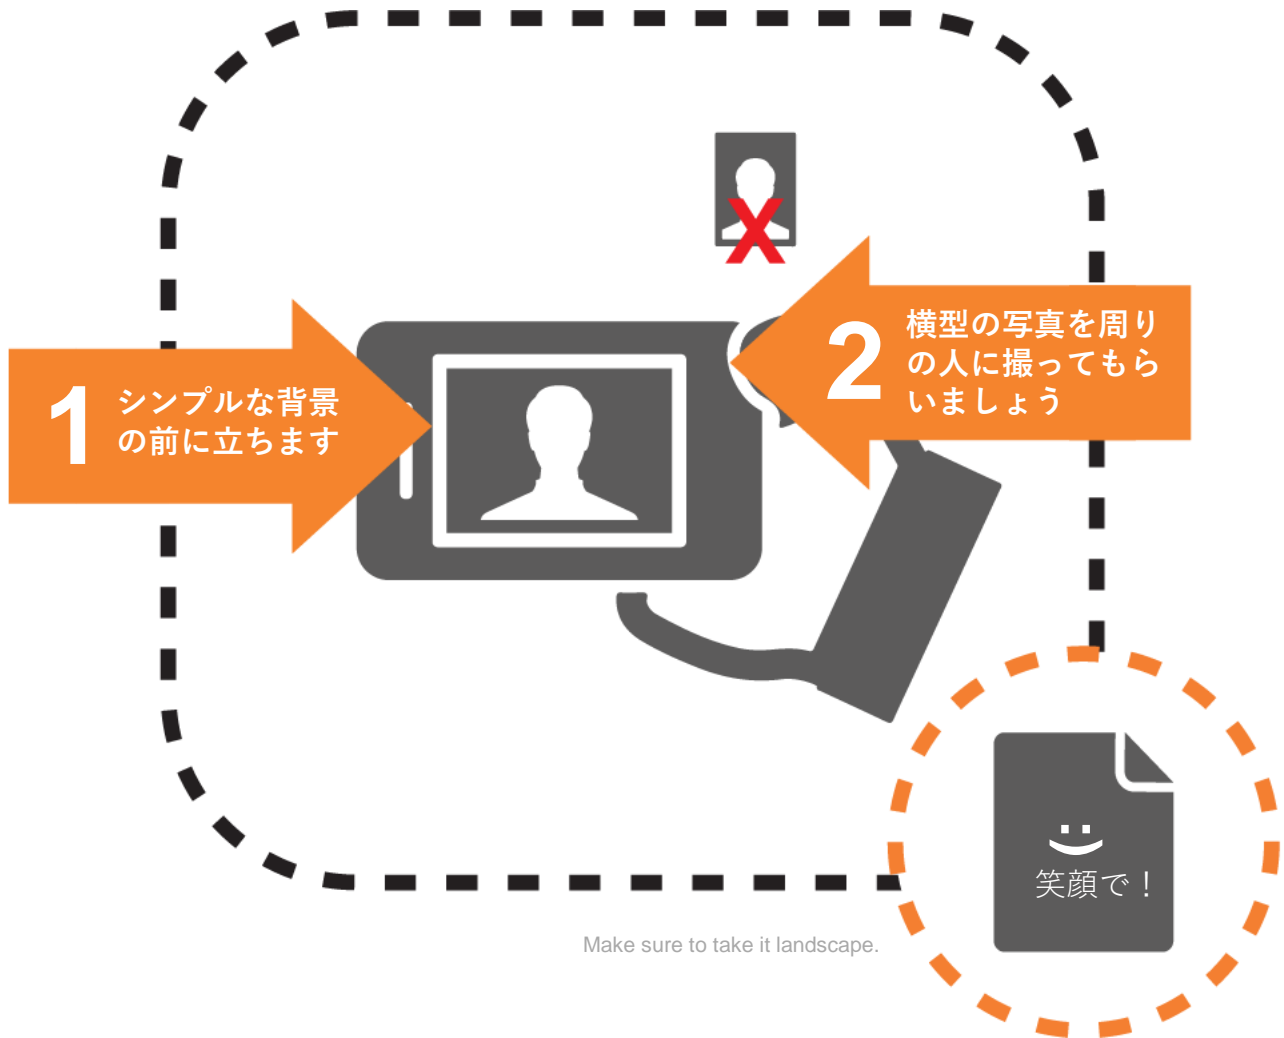 1
シンプルな背景
の前に立ちます
2
横型の写真を周り
の人に撮ってもら
いましょう
X
:)
笑顔で！
Make sure to take it landscape.